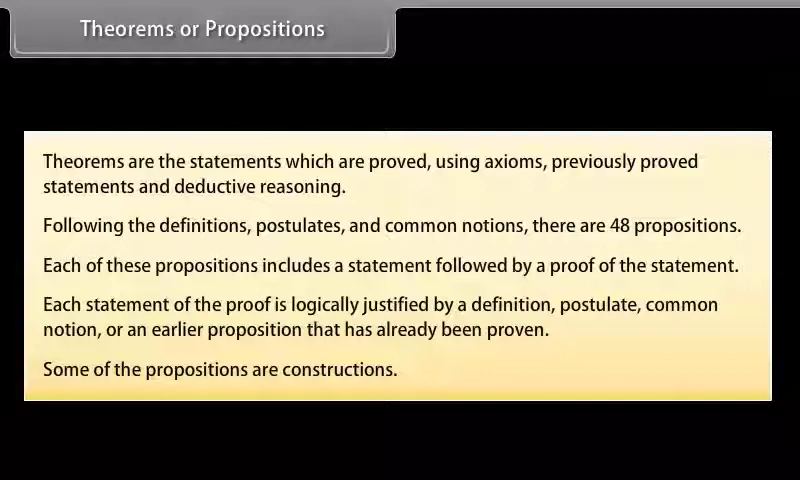 Theorems or Propositions
Theorems are the statements which are proved, using axioms, previously proved
statements and deductive reasoning.
Following the definitions, postulates, and common notions, there are 48 propositions.
Each of these propositions includes a statement followed by a proof of the statement.
Each statement of the proof is logically justified by a definition, postulate, common
notion, or an earlier proposition that has already been proven.
Some of the propositions are constructions.